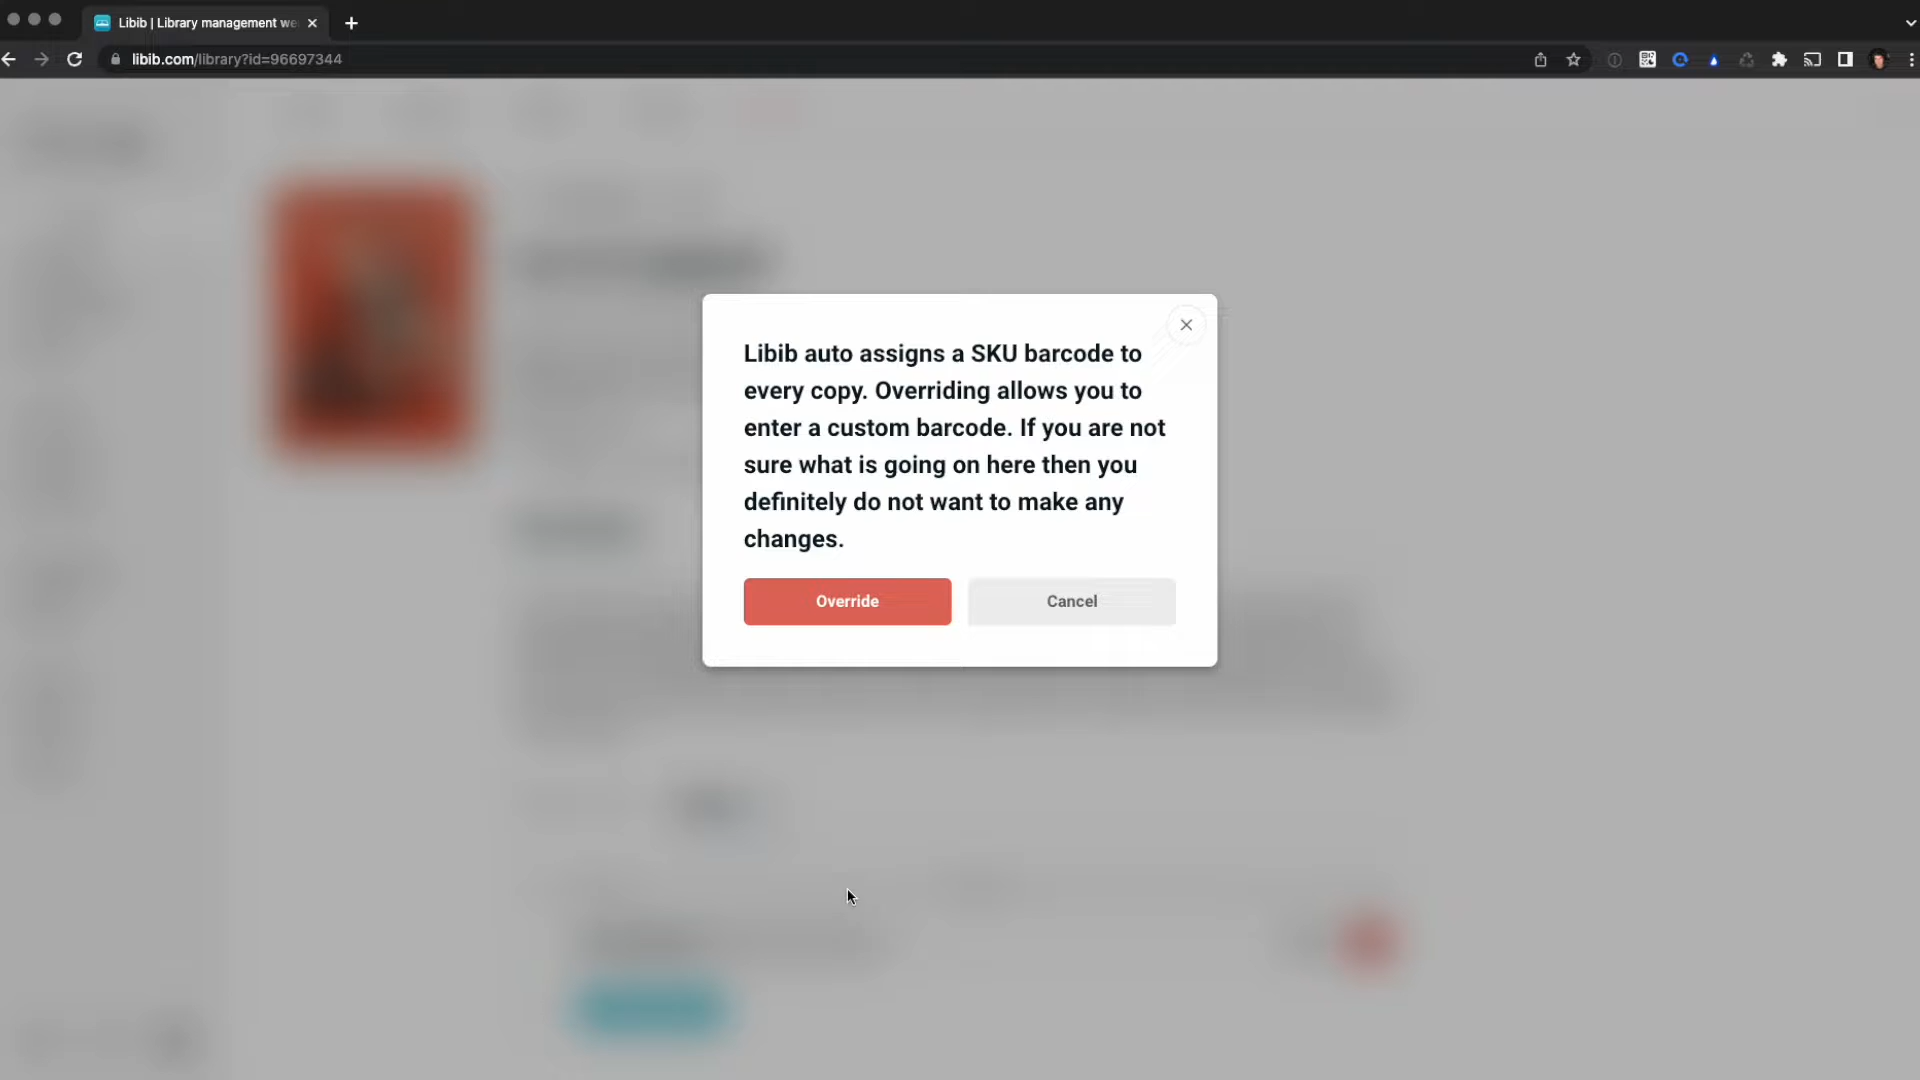 Libib | Library management we
libib.com/library?id=96697344
Libib auto assigns a SKU barcode to
every copy. Overriding allows you to
enter a custom barcode. If you are not
sure what is going on here then you
definitely do not want to make any
changes.
Override
Cancel